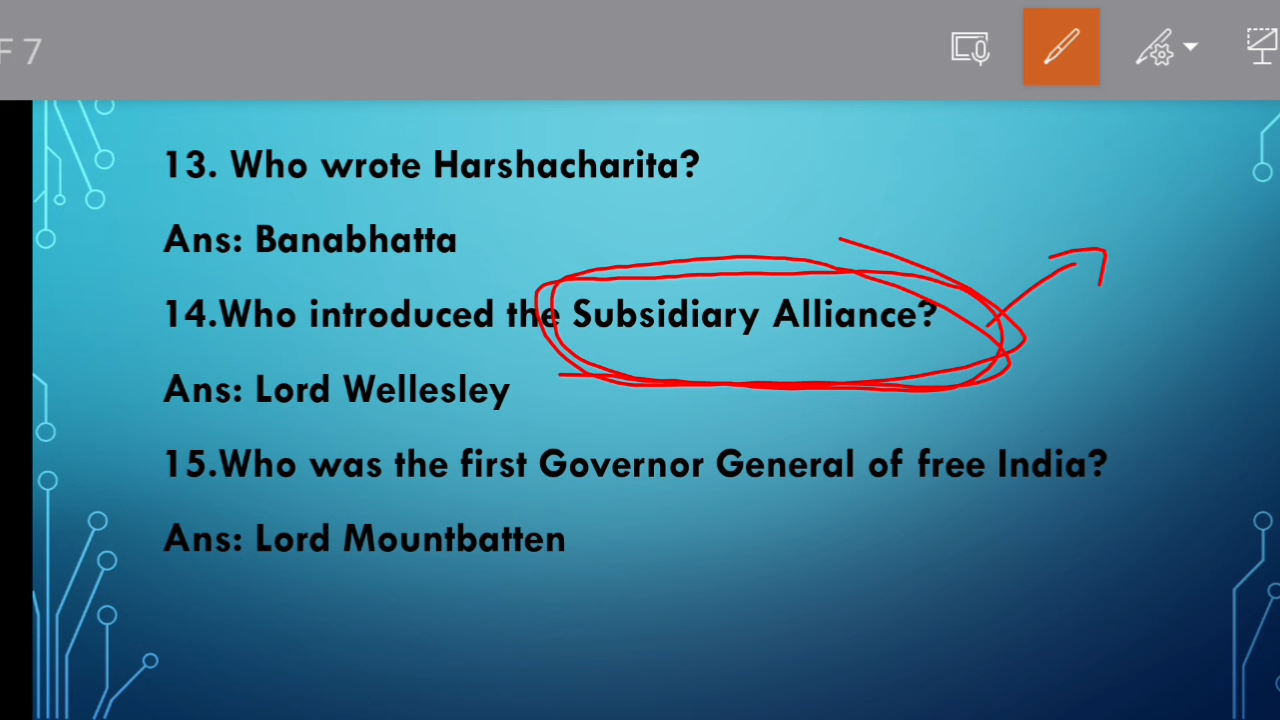 F 7
13. Who wrote Harshacharita?
Ans: Banabhatta
14.Who introduced the Subsidiary Alliance?
Ans: Lord Wellesley
15.Who was the first Governor General of free India?
Ans: Lord Mountbatten